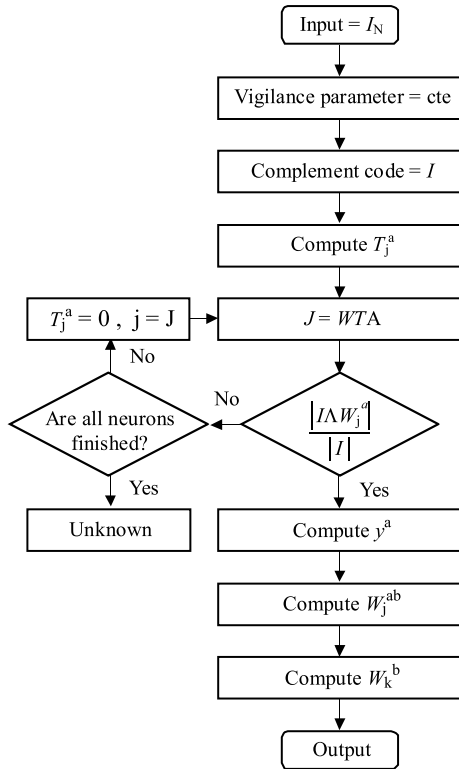 Input = I_N
Vigilance parameter = cte
Complement code = I
Compute T_j^a
T_j^a = 0 , j = J
J = WTA
No
No
Are all neurons
finished?
|I Λ W_j^a|
|I|
Yes
Yes
Unknown
Compute y^a
Compute W_j^ab
Compute W_k^b
Output